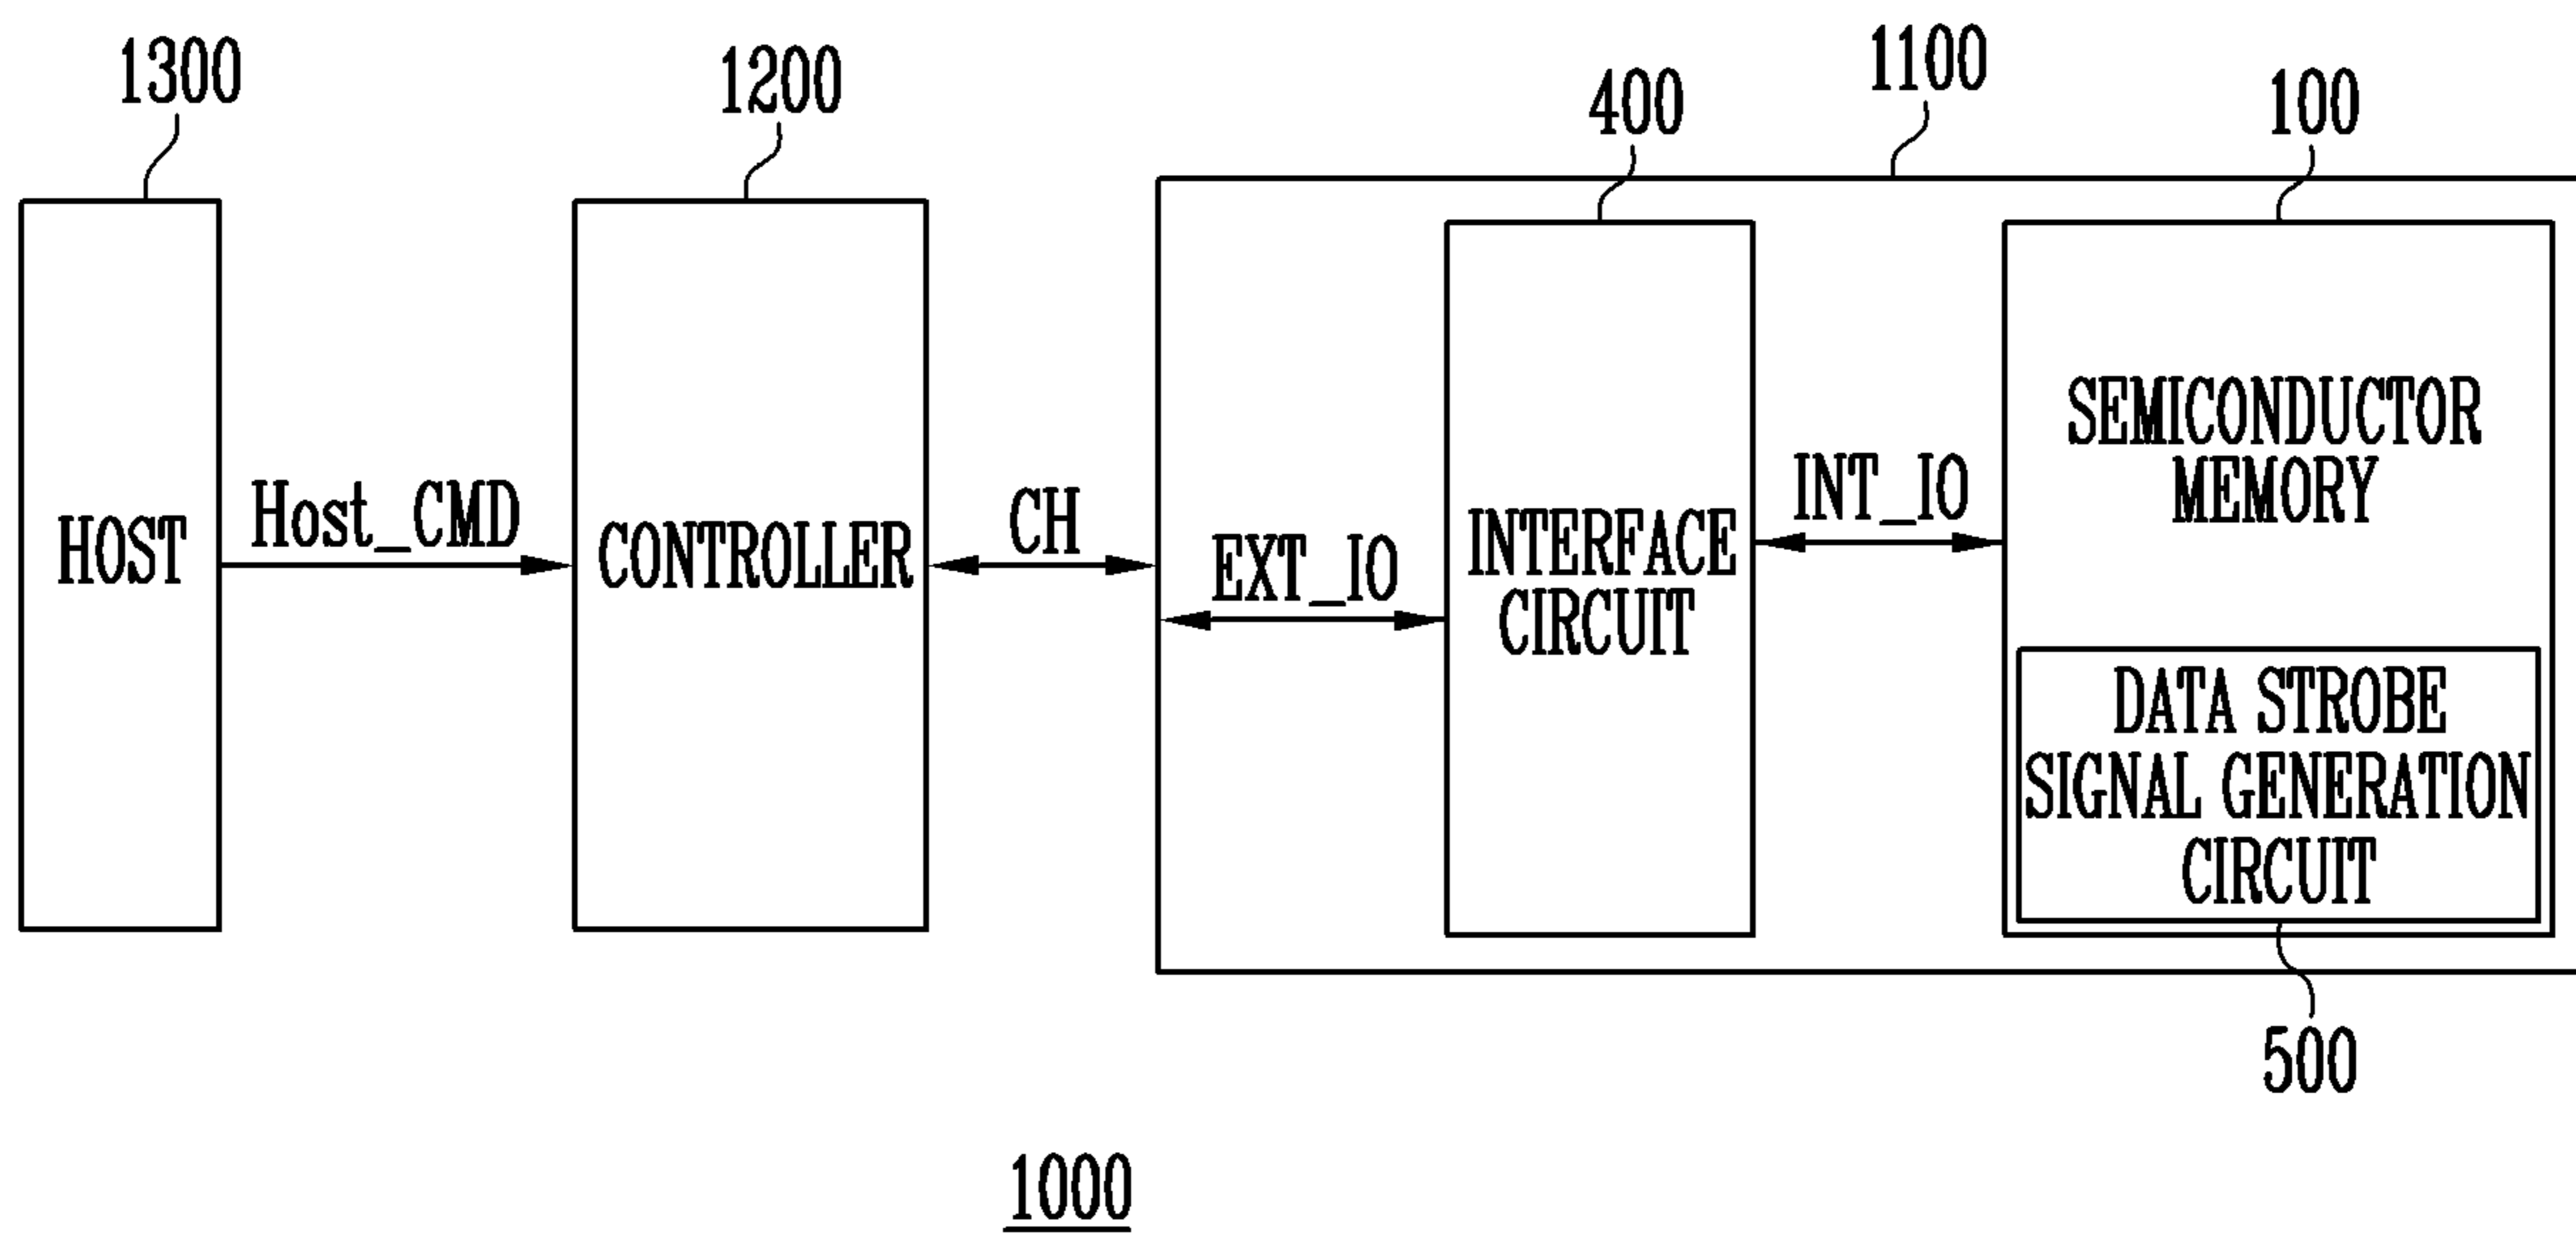 1300
1200
1100
400
100
HOST
Host_CMD
CONTROLLER
CH
EXT_IO
INTERFACE
CIRCUIT
INT_IO
SEMICONDUCTOR
MEMORY
DATA STROBE
SIGNAL GENERATION
CIRCUIT
500
1000